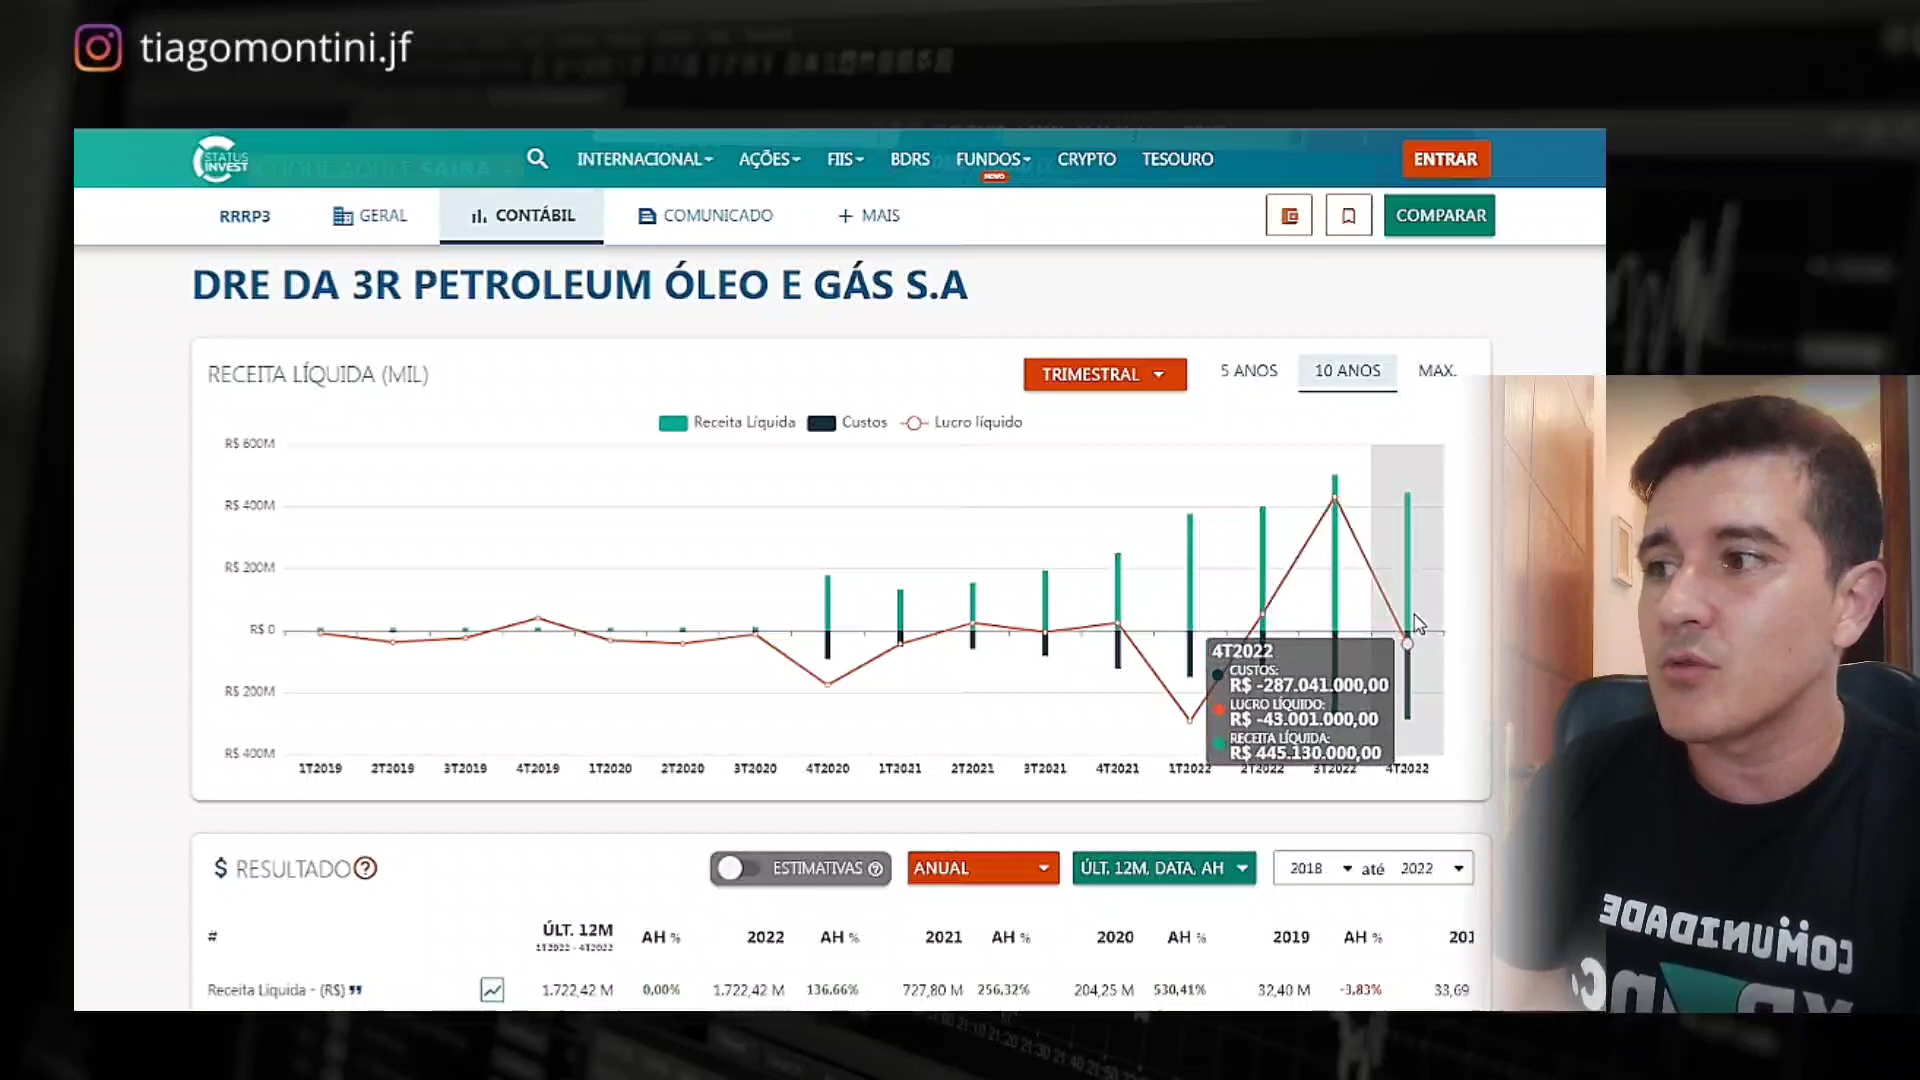 tiagomontini.jf
STATUS INVEST
INTERNACIONAL
AÇÕES
FIIS
BDRS
FUNDOS
NOVO
CRYPTO
TESOURO
ENTRAR
RRRP3
GERAL
CONTÁBIL
COMUNICADO
+ MAIS
COMPARAR
DRE DA 3R PETROLEUM ÓLEO E GÁS S.A
RECEITA LÍQUIDA (MIL)
TRIMESTRAL
5 ANOS
10 ANOS
MAX.
Receita Líquida
Custos
Lucro líquido
R$ 600M
R$ 400M
R$ 200M
R$ 0
R$ 200M
R$ 400M
4T2022
CUSTOS:
R$ -287.041.000,00
LUCRO LÍQUIDO:
R$ -43.001.000,00
RECEITA LÍQUIDA:
R$ 445.130.000,00
1T2019 2T2019 3T2019 4T2019 1T2020 2T2020 3T2020 4T2020 1T2021 2T2021 3T2021 4T2021 1T2022 2T2022 3T2022 4T2022
$ RESULTADO
ESTIMATIVAS
ANUAL
ÚLT. 12M, DATA, AH
2018 até 2022
# ÚLT. 12M AH % 2022 AH % 2021 AH % 2020 AH % 2019 AH % 201
1T2022 - 4T2022
Receita Liquida - (R$) 1.722,42 M 0,00% 1.722,42 M 136,66% 727,80 M 256,32% 204,25 M 530,41% 32,40 M -3,83% 33,69
COMUNIDADE